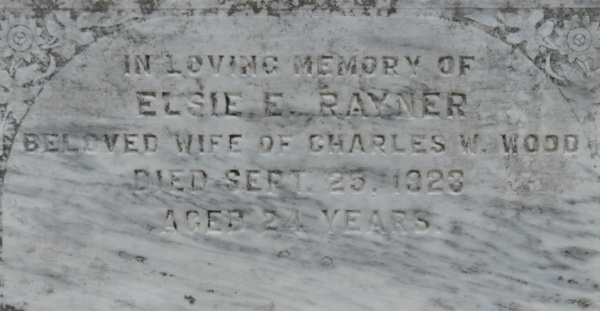 IN LOVING MEMORY OF
ELSIE E. RAYNER
BELOVED WIFE OF CHARLES W. WOOD
DIED SEPT. 25, 1923
AGED 24 YEARS.